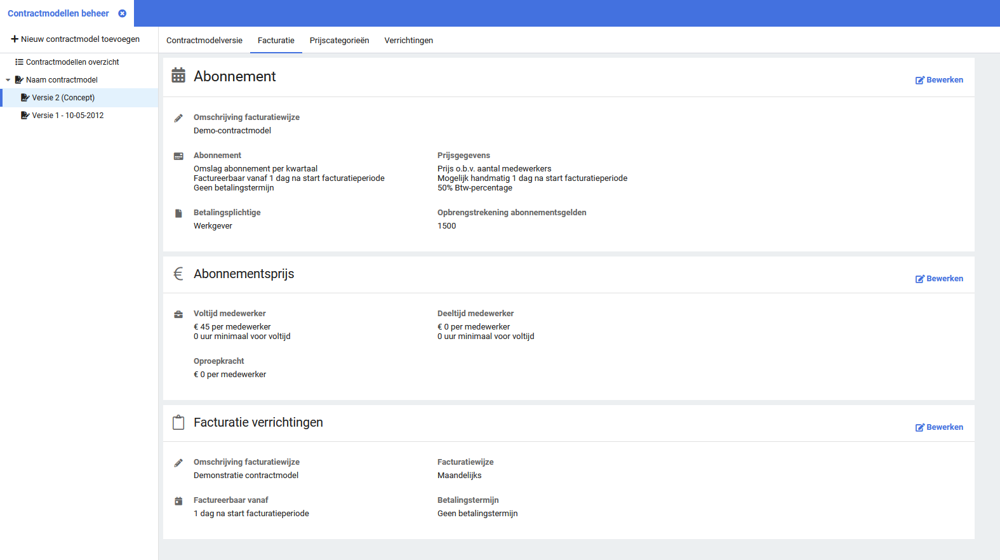 Contractmodellen beheer
Nieuw contractmodel toevoegen
Contractmodelversie Facturatie Prijscategorieën Verrichtingen
Contractmodellen overzicht
Naam contractmodel
Versie 2 (Concept)
Versie 1 - 10-05-2012
Abonnement
Bewerken
Omschrijving facturatiewijze
Demo-contractmodel
Abonnement
Omslag abonnement per kwartaal
Factureerbaar vanaf 1 dag na start facturatieperiode
Geen betalingstermijn
Prijsgegevens
Prijs o.b.v. aantal medewerkers
Mogelijk handmatig 1 dag na start facturatieperiode
50% Btw-percentage
Betalingsplichtige
Werkgever
Opbrengstrekening abonnementsgelden
1500
Abonnementsprijs
Bewerken
Voltijd medewerker
€ 45 per medewerker
0 uur minimaal voor voltijd
Deeltijd medewerker
€ 0 per medewerker
0 uur minimaal voor voltijd
Oproepkracht
€ 0 per medewerker
Facturatie verrichtingen
Bewerken
Omschrijving facturatiewijze
Demonstratie contractmodel
Facturatiewijze
Maandelijks
Factureerbaar vanaf
1 dag na start facturatieperiode
Betalingstermijn
Geen betalingstermijn